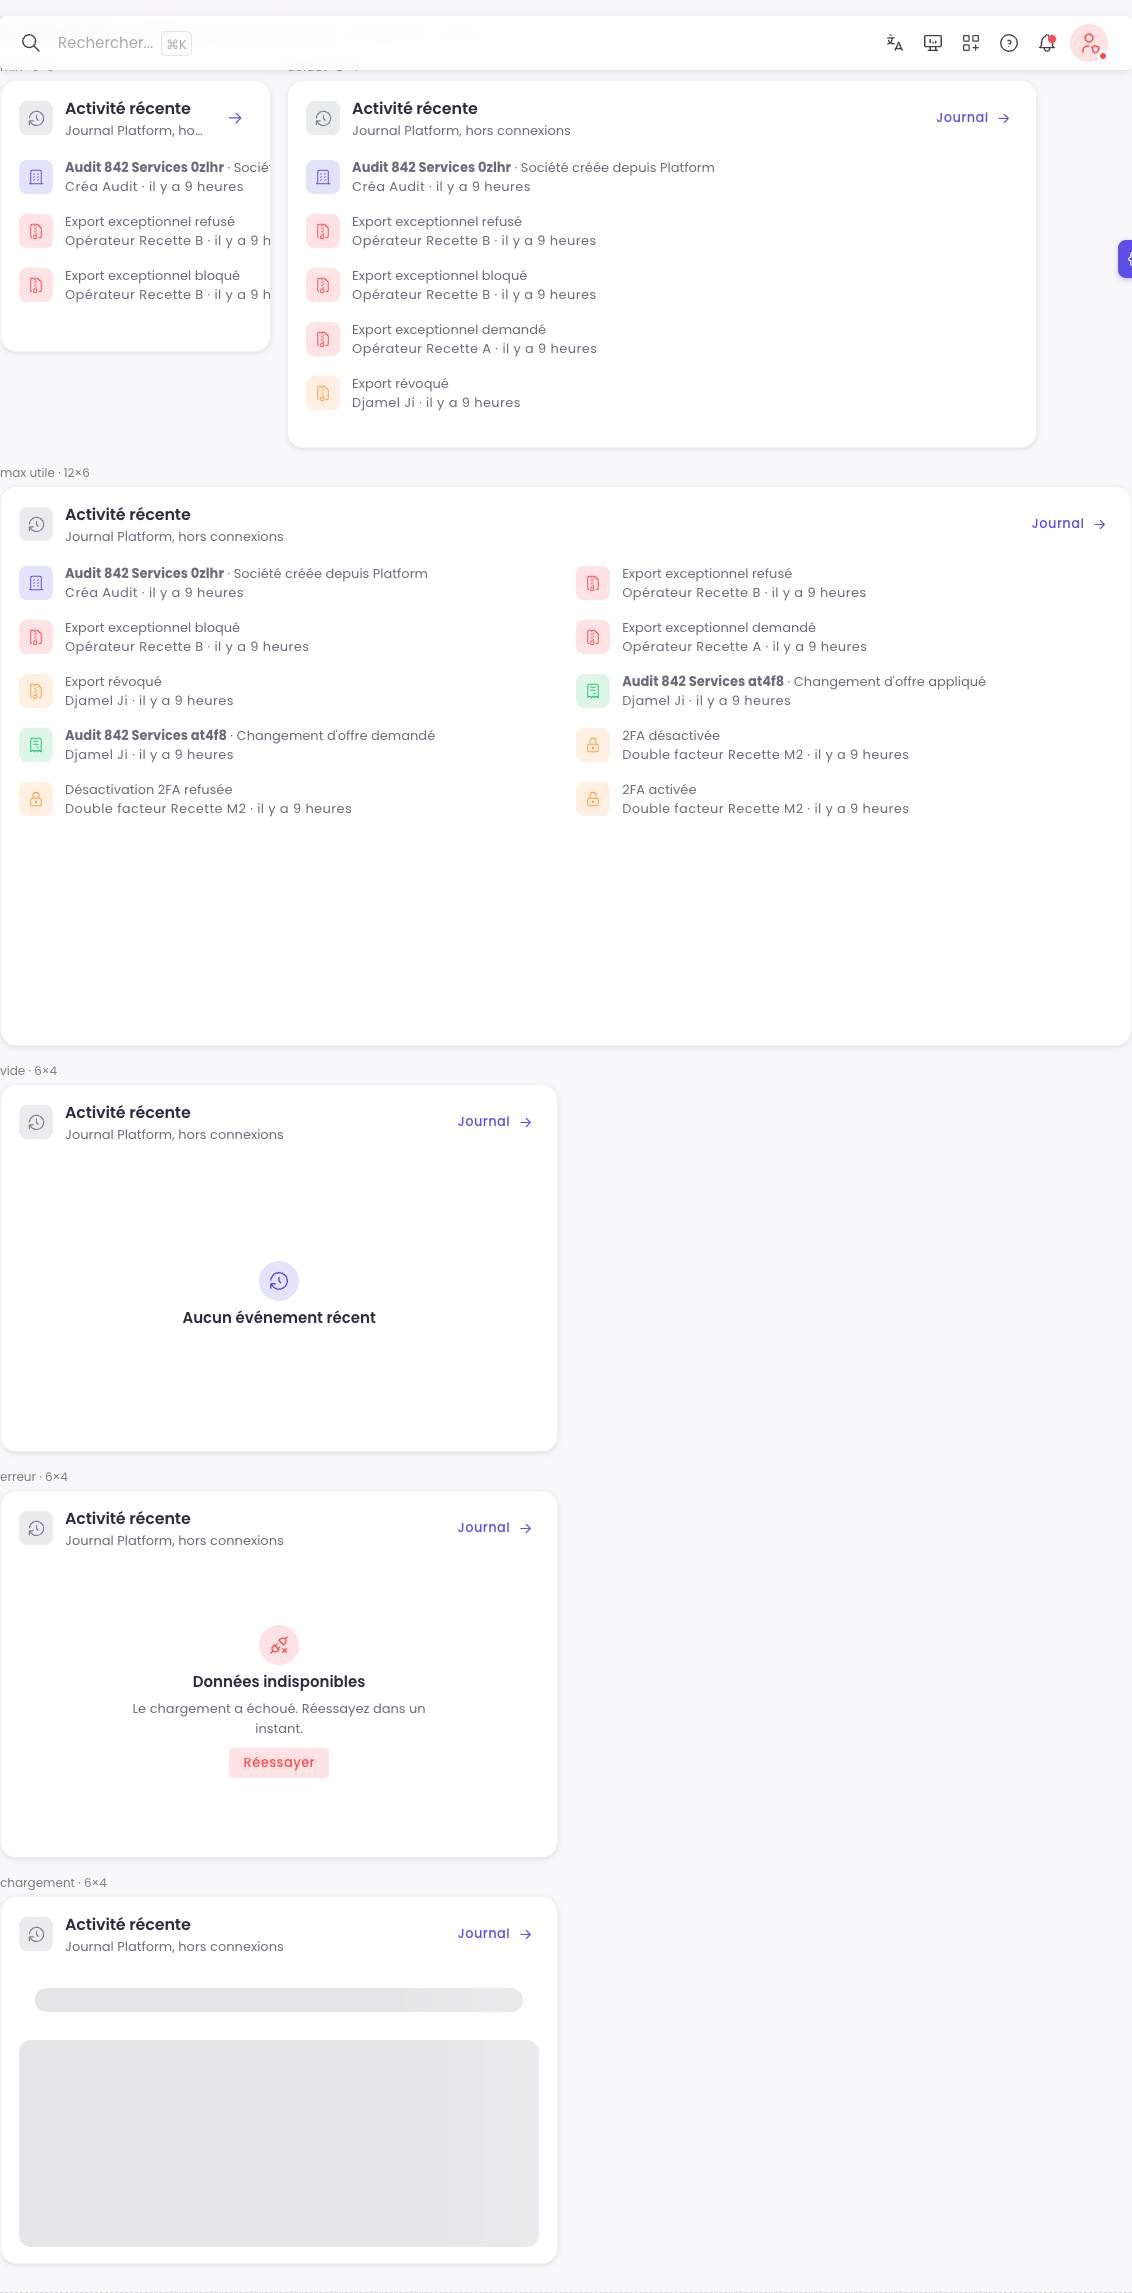 Rechercher... ⌘K
Activité récente
Journal Platform, ho...
Audit 842 Services 0zlhr · Sociét
Créa Audit · il y a 9 heures
Export exceptionnel refusé
Opérateur Recette B · il y a 9 h
Export exceptionnel bloqué
Opérateur Recette B · il y a 9 h
Activité récente
Journal Platform, hors connexions
Journal →
Audit 842 Services 0zlhr · Société créée depuis Platform
Créa Audit · il y a 9 heures
Export exceptionnel refusé
Opérateur Recette B · il y a 9 heures
Export exceptionnel bloqué
Opérateur Recette B · il y a 9 heures
Export exceptionnel demandé
Opérateur Recette A · il y a 9 heures
Export révoqué
Djamel Ji · il y a 9 heures
max utile · 12×6
Activité récente
Journal Platform, hors connexions
Journal →
Audit 842 Services 0zlhr · Société créée depuis Platform
Créa Audit · il y a 9 heures
Export exceptionnel refusé
Opérateur Recette B · il y a 9 heures
Export exceptionnel bloqué
Opérateur Recette B · il y a 9 heures
Export exceptionnel demandé
Opérateur Recette A · il y a 9 heures
Export révoqué
Djamel Ji · il y a 9 heures
Audit 842 Services at4f8 · Changement d'offre appliqué
Djamel Ji · il y a 9 heures
Audit 842 Services at4f8 · Changement d'offre demandé
Djamel Ji · il y a 9 heures
2FA désactivée
Double facteur Recette M2 · il y a 9 heures
Désactivation 2FA refusée
Double facteur Recette M2 · il y a 9 heures
2FA activée
Double facteur Recette M2 · il y a 9 heures
vide · 6×4
Activité récente
Journal Platform, hors connexions
Journal →
Aucun événement récent
erreur · 6×4
Activité récente
Journal Platform, hors connexions
Journal →
Données indisponibles
Le chargement a échoué. Réessayez dans un
instant.
Réessayer
chargement · 6×4
Activité récente
Journal Platform, hors connexions
Journal →